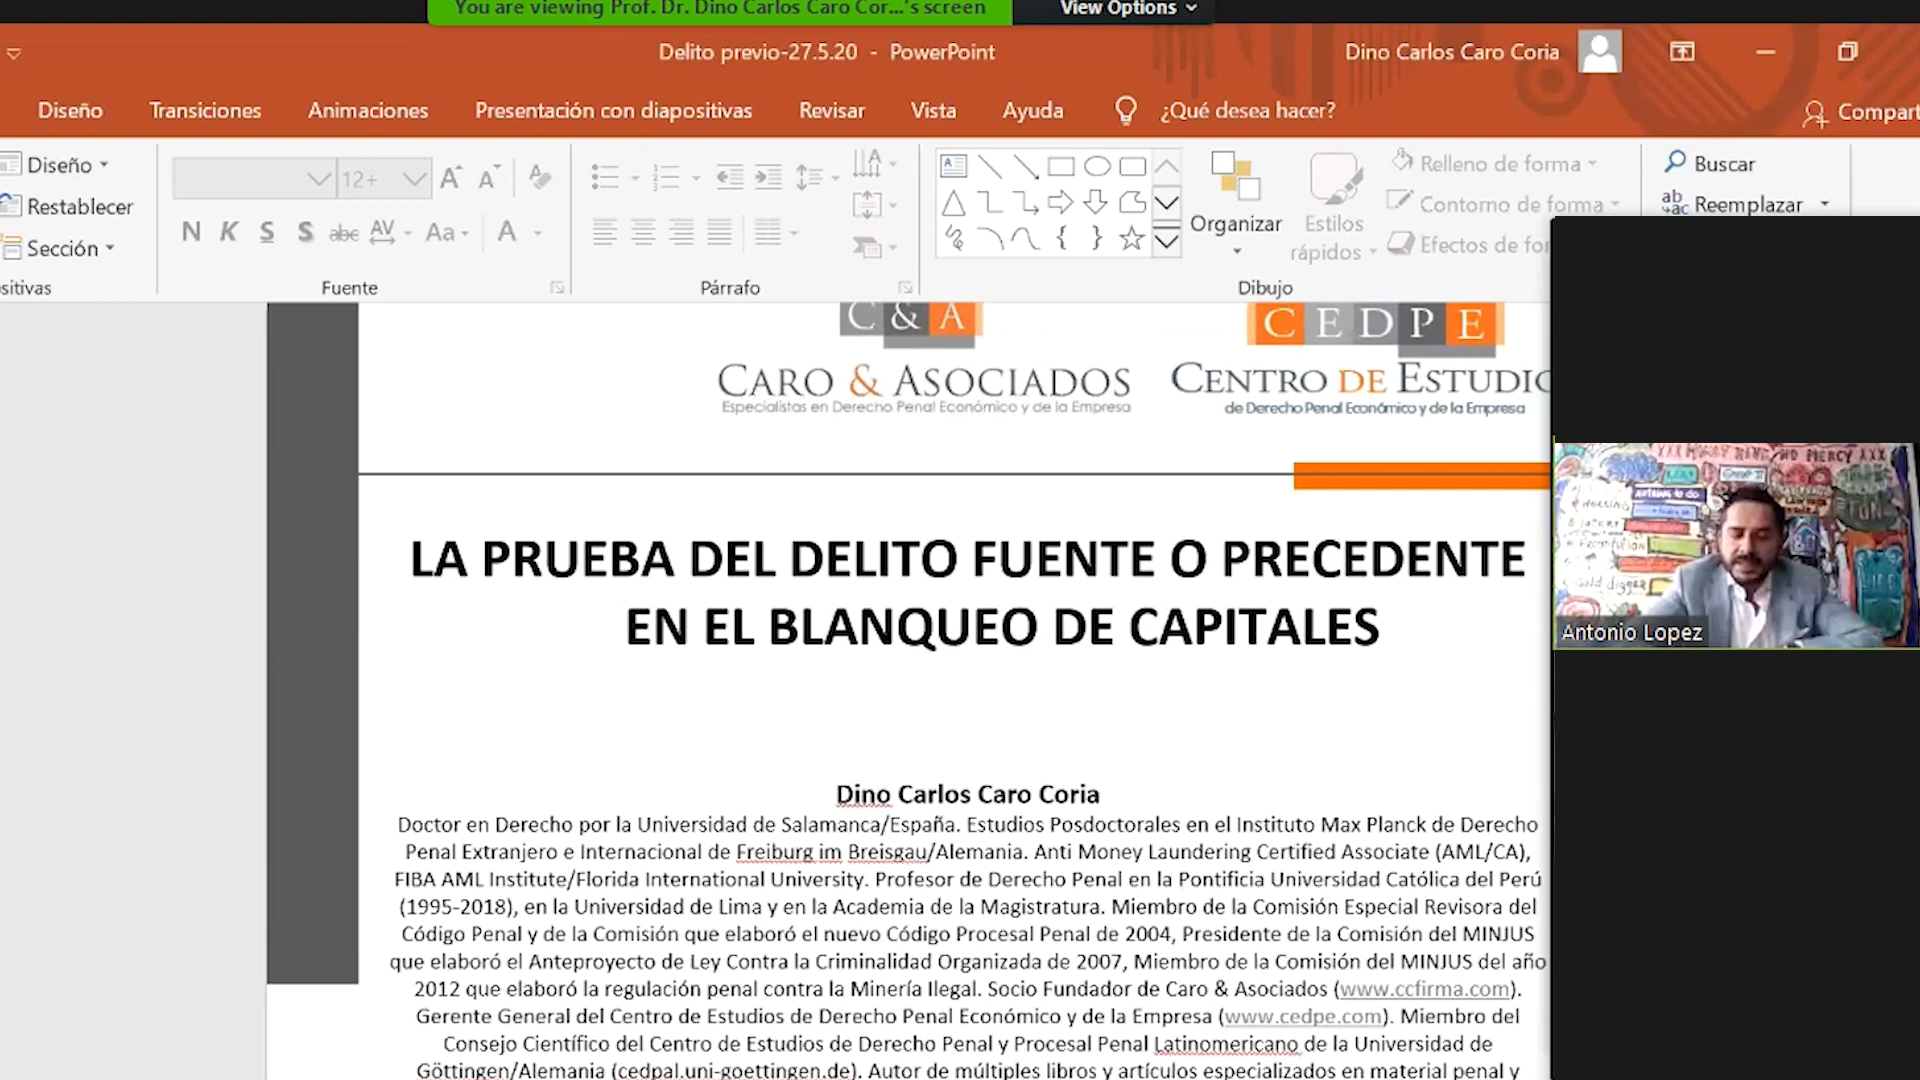 You are viewing Prof. Dr. Dino Carlos Caro Cor...'s screen
View Options
Delito previo-27.5.20 - PowerPoint
Dino Carlos Caro Coria
Diseño
Transiciones
Animaciones
Presentación con diapositivas
Revisar
Vista
Ayuda
¿Qué desea hacer?
Compart
Diseño
Restablecer
Sección
sitivas
12+
N K S S abc AV Aa A
Fuente
Párrafo
Organizar
Estilos
rápidos
Relleno de forma
Contorno de forma
Efectos de for
Dibujo
Buscar
Reemplazar
C & A
CARO & ASOCIADOS
Especialistas en Derecho Penal Económico y de la Empresa
C E D P E
CENTRO DE ESTUDIO
de Derecho Penal Económico y de la Empresa
LA PRUEBA DEL DELITO FUENTE O PRECEDENTE
EN EL BLANQUEO DE CAPITALES
Dino Carlos Caro Coria
Doctor en Derecho por la Universidad de Salamanca/España. Estudios Posdoctorales en el Instituto Max Planck de Derecho
Penal Extranjero e Internacional de Freiburg im Breisgau/Alemania. Anti Money Laundering Certified Associate (AML/CA),
FIBA AML Institute/Florida International University. Profesor de Derecho Penal en la Pontificia Universidad Católica del Perú
(1995-2018), en la Universidad de Lima y en la Academia de la Magistratura. Miembro de la Comisión Especial Revisora del
Código Penal y de la Comisión que elaboró el nuevo Código Procesal Penal de 2004, Presidente de la Comisión del MINJUS
que elaboró el Anteproyecto de Ley Contra la Criminalidad Organizada de 2007, Miembro de la Comisión del MINJUS del año
2012 que elaboró la regulación penal contra la Minería Ilegal. Socio Fundador de Caro & Asociados (www.ccfirma.com).
Gerente General del Centro de Estudios de Derecho Penal Económico y de la Empresa (www.cedpe.com). Miembro del
Consejo Científico del Centro de Estudios de Derecho Penal y Procesal Penal Latinomericano de la Universidad de
Göttingen/Alemania (cedpal.uni-goettingen.de). Autor de múltiples libros y artículos especializados en material penal y
Antonio Lopez